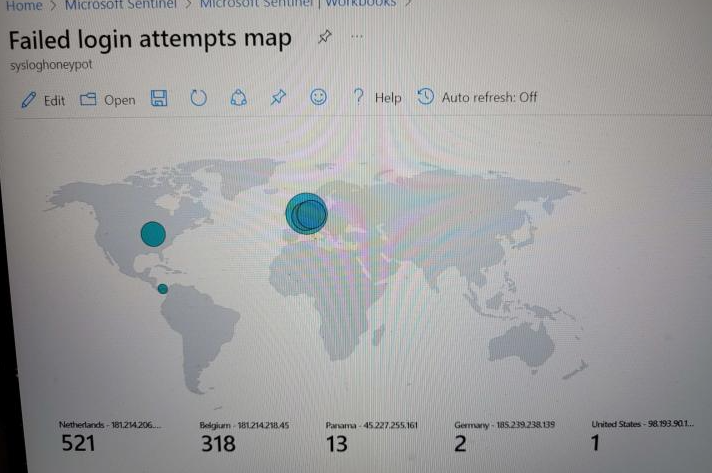 Home > Microsoft Sentinel > Microsoft Sentinel | Workbooks >
Failed login attempts map
sysloghoneypot
Edit Open Help Auto refresh: Off
Netherlands - 181.214.206.... Belgium - 181.214.218.45 Panama - 45.227.255.161 Germany - 185.239.238.139 United States - 98.193.90.1...
521 318 13 2 1